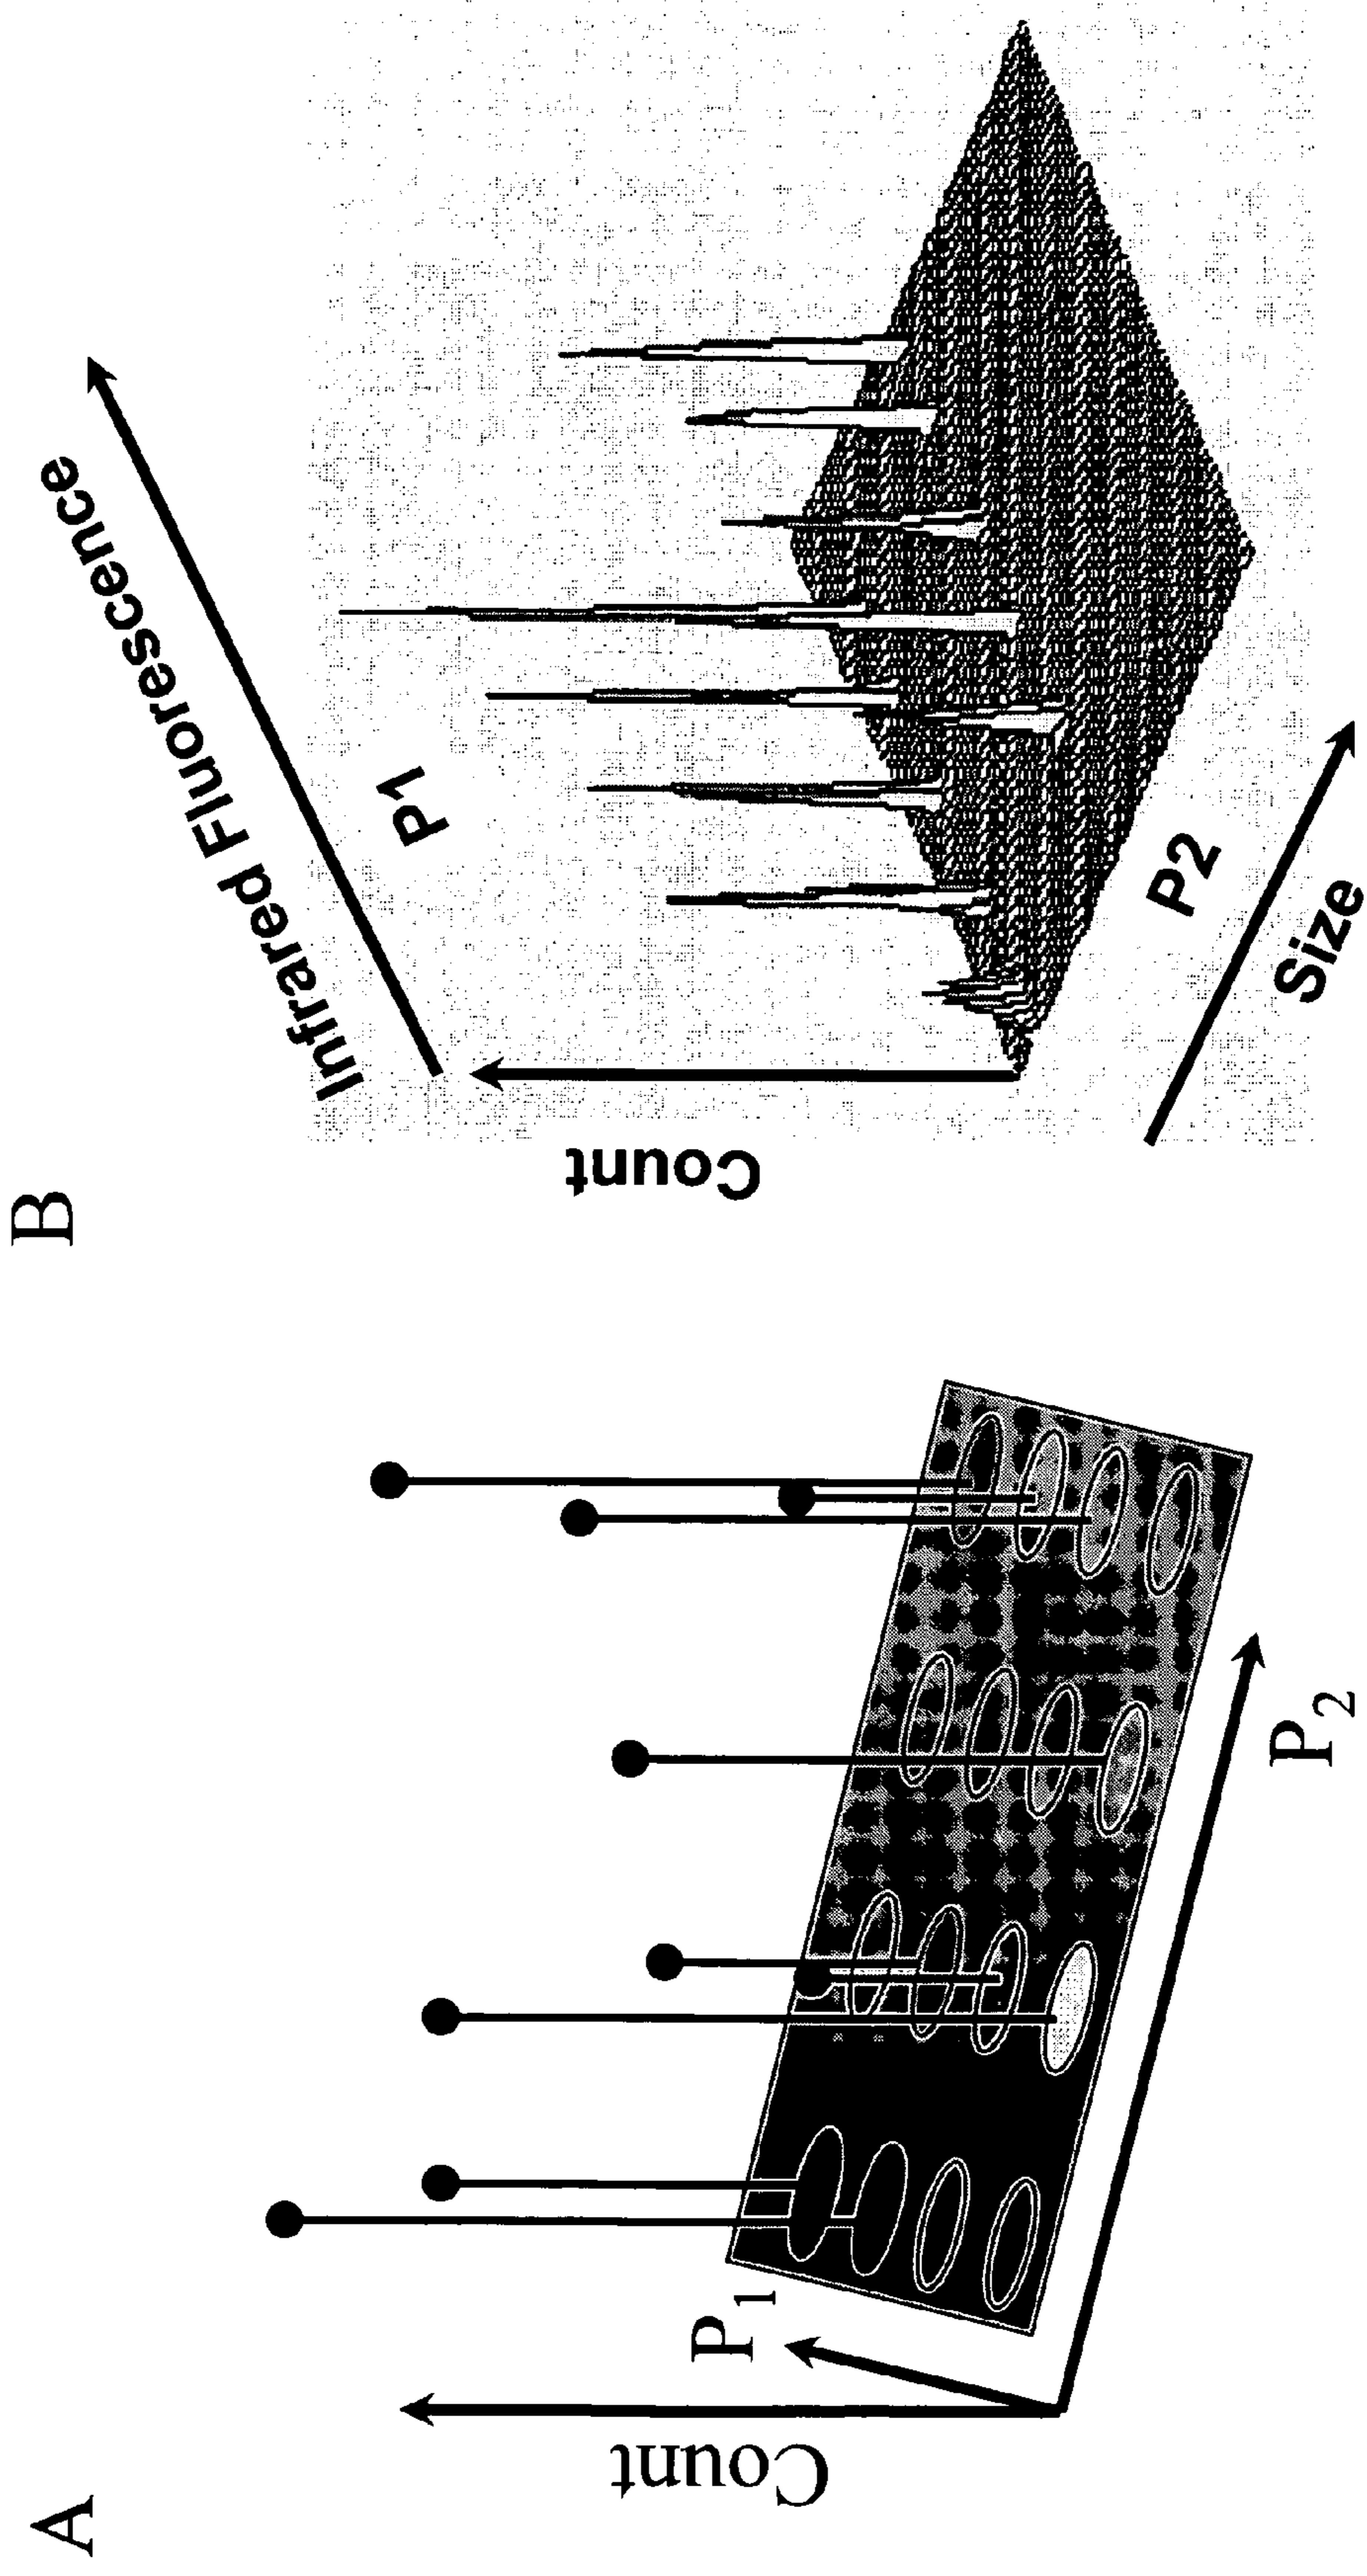 A
Count
P1
P2
B
Infrared Fluorescence
P1
Count
P2
Size